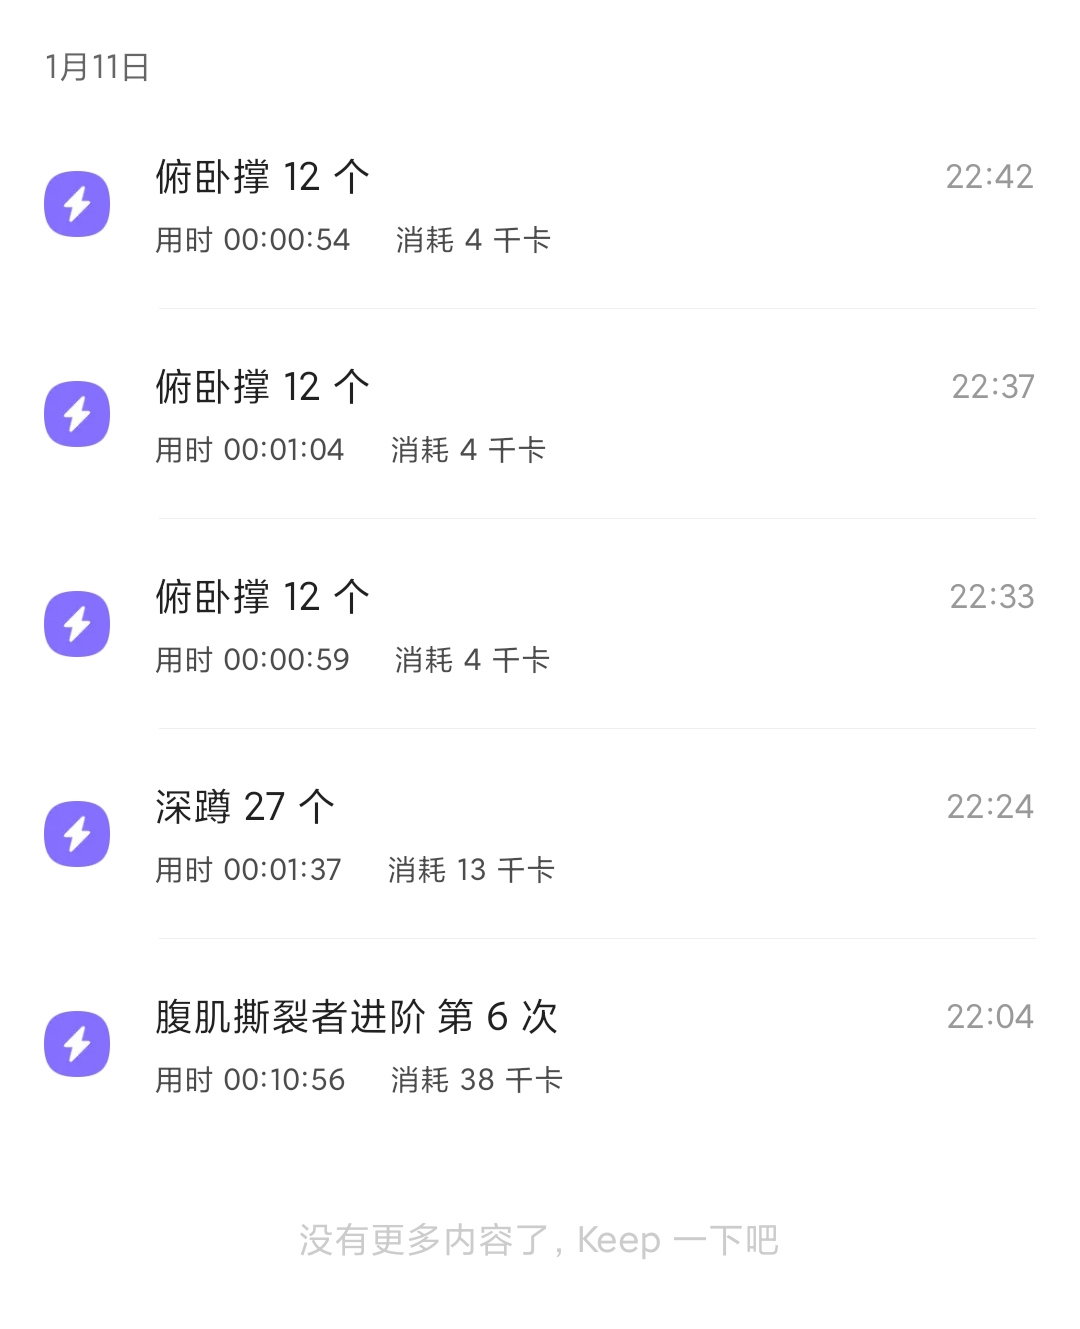 1月11日
俯卧撑 12 个
22:42
用时 00:00:54 消耗 4 千卡
俯卧撑 12 个
22:37
用时 00:01:04 消耗 4 千卡
俯卧撑 12 个
22:33
用时 00:00:59 消耗 4 千卡
深蹲 27 个
22:24
用时 00:01:37 消耗 13 千卡
腹肌撕裂者进阶 第 6 次
22:04
用时 00:10:56 消耗 38 千卡
没有更多内容了, Keep 一下吧